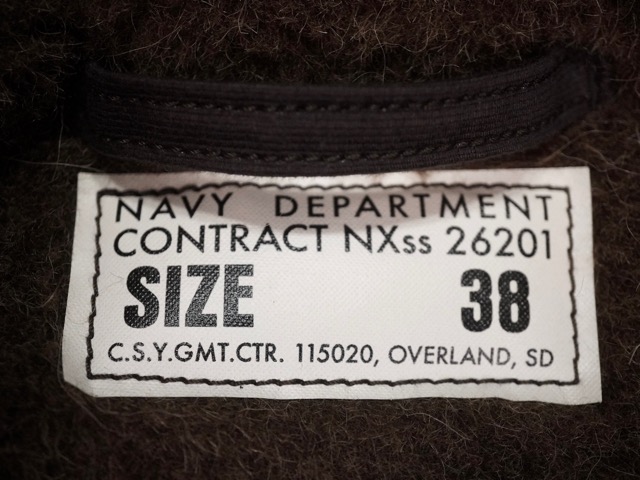 NAVY DEPARTMENT
CONTRACT NXss 26201
SIZE 38
C.S.Y.GMT.CTR. 115020, OVERLAND, SD